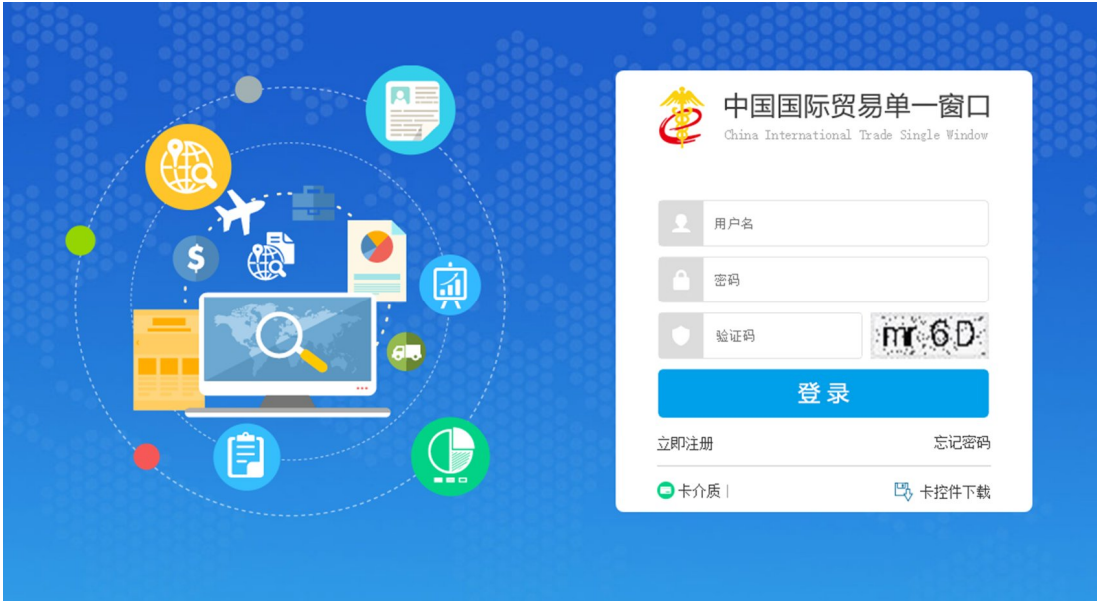 中国国际贸易单一窗口
China International Trade Single Window
用户名
密码
验证码
mr6D
登录
立即注册 忘记密码
卡介质 | 卡控件下载